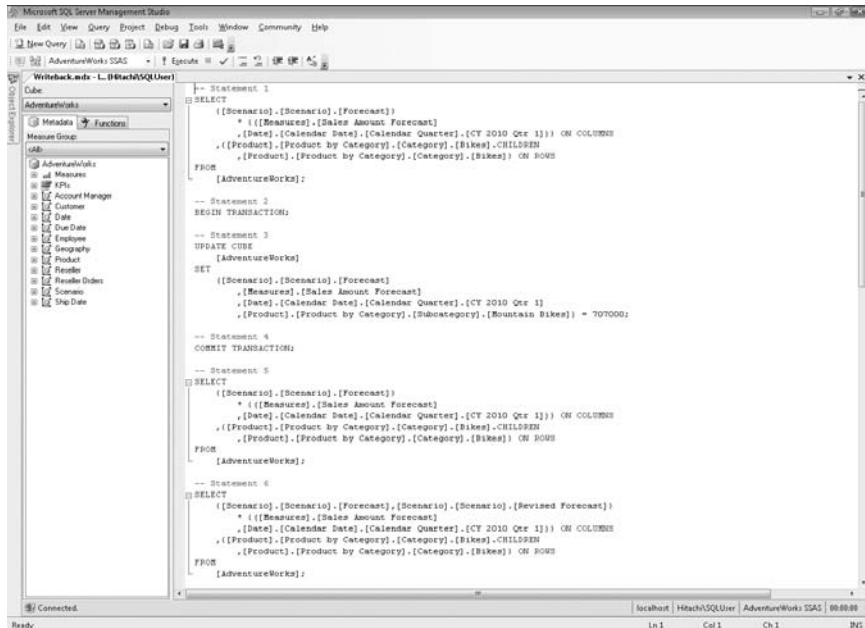 Microsoft SQL Server Management Studio
File Edit View Query Project Debug Tools Window Community Help
New Query
AdventureWorks SSAS Execute
Writeback.mdx - L... (Hitachi\SQLUser)
Object Explorer
Cube:
AdventureWorks
Metadata Functions
Measure Group:
<All>
AdventureWorks
Measures
KPIs
Account Manager
Customer
Date
Due Date
Employee
Geography
Product
Reseller
Reseller Orders
Scenario
Ship Date
-- Statement 1
SELECT
({[Scenario].[Scenario].[Forecast]}
* {([Measures].[Sales Amount Forecast]
,[Date].[Calendar Date].[Calendar Quarter].[CY 2010 Qtr 1])}) ON COLUMNS
,{[Product].[Product by Category].[Category].[Bikes].CHILDREN
,[Product].[Product by Category].[Category].[Bikes]} ON ROWS
FROM
[AdventureWorks];
-- Statement 2
BEGIN TRANSACTION;
-- Statement 3
UPDATE CUBE
[AdventureWorks]
SET
([Scenario].[Scenario].[Forecast]
,[Measures].[Sales Amount Forecast]
,[Date].[Calendar Date].[Calendar Quarter].[CY 2010 Qtr 1]
,[Product].[Product by Category].[Subcategory].[Mountain Bikes]) = 707000;
-- Statement 4
COMMIT TRANSACTION;
-- Statement 5
SELECT
({[Scenario].[Scenario].[Forecast]}
* {([Measures].[Sales Amount Forecast]
,[Date].[Calendar Date].[Calendar Quarter].[CY 2010 Qtr 1])}) ON COLUMNS
,{[Product].[Product by Category].[Category].[Bikes].CHILDREN
,[Product].[Product by Category].[Category].[Bikes]} ON ROWS
FROM
[AdventureWorks];
-- Statement 6
SELECT
({[Scenario].[Scenario].[Forecast],[Scenario].[Scenario].[Revised Forecast]}
* {([Measures].[Sales Amount Forecast]
,[Date].[Calendar Date].[Calendar Quarter].[CY 2010 Qtr 1])}) ON COLUMNS
,{[Product].[Product by Category].[Category].[Bikes].CHILDREN
,[Product].[Product by Category].[Category].[Bikes]} ON ROWS
FROM
[AdventureWorks];
Connected. localhost Hitachi\SQLUser AdventureWorks SSAS 00:00:00
Ready Ln 1 Col 1 Ch 1 INS